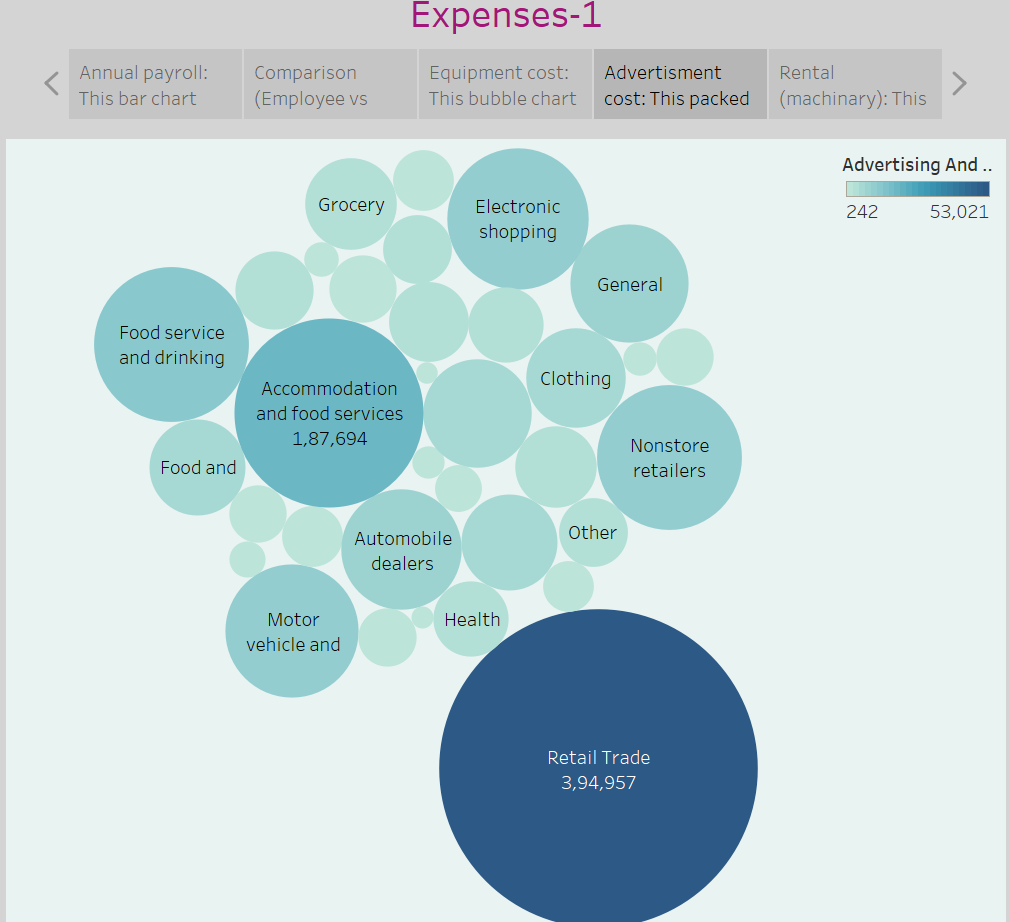 Expenses-1
Annual payroll:
This bar chart
Comparison
(Employee vs
Equipment cost:
This bubble chart
Advertisment
cost: This packed
Rental
(machinary): This
Advertising And ..
242 53,021
Grocery
Electronic
shopping
General
Food service
and drinking
Accommodation
and food services
1,87,694
Clothing
Nonstore
retailers
Food and
Automobile
dealers
Other
Motor
vehicle and
Health
Retail Trade
3,94,957